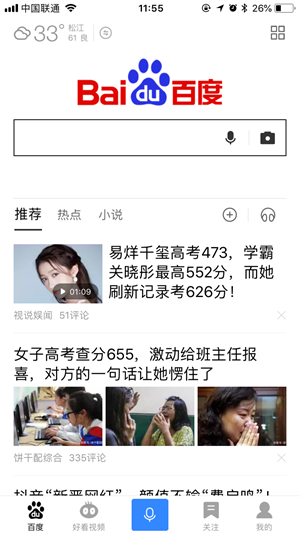 中国联通 11:55 26%
33° 松江
61 良
Bai du 百度
推荐 热点 小说
易烊千玺高考473，学霸
关晓彤最高552分，而她
刷新记录考626分！
01:09
视说娱闻 51评论
女子高考查分655，激动给班主任报
喜，对方的一句话让她愣住了
饼干配综合 335评论
抖音“新晋网红”，颜值不输“费启鸣”！
百度 好看视频 关注 我的